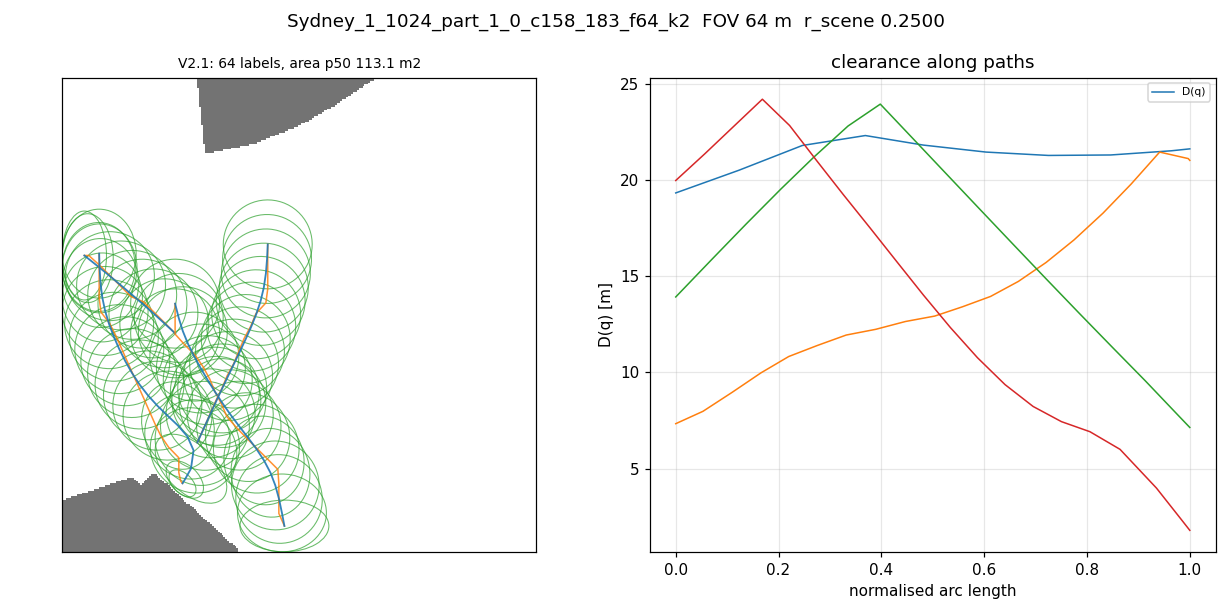 Sydney_1_1024_part_1_0_c158_183_f64_k2  FOV 64 m  r_scene 0.2500
V2.1: 64 labels, area p50 113.1 m2
clearance along paths
D(q)
25
20
15
10
5
D(q) [m]
0.0 0.2 0.4 0.6 0.8 1.0
normalised arc length